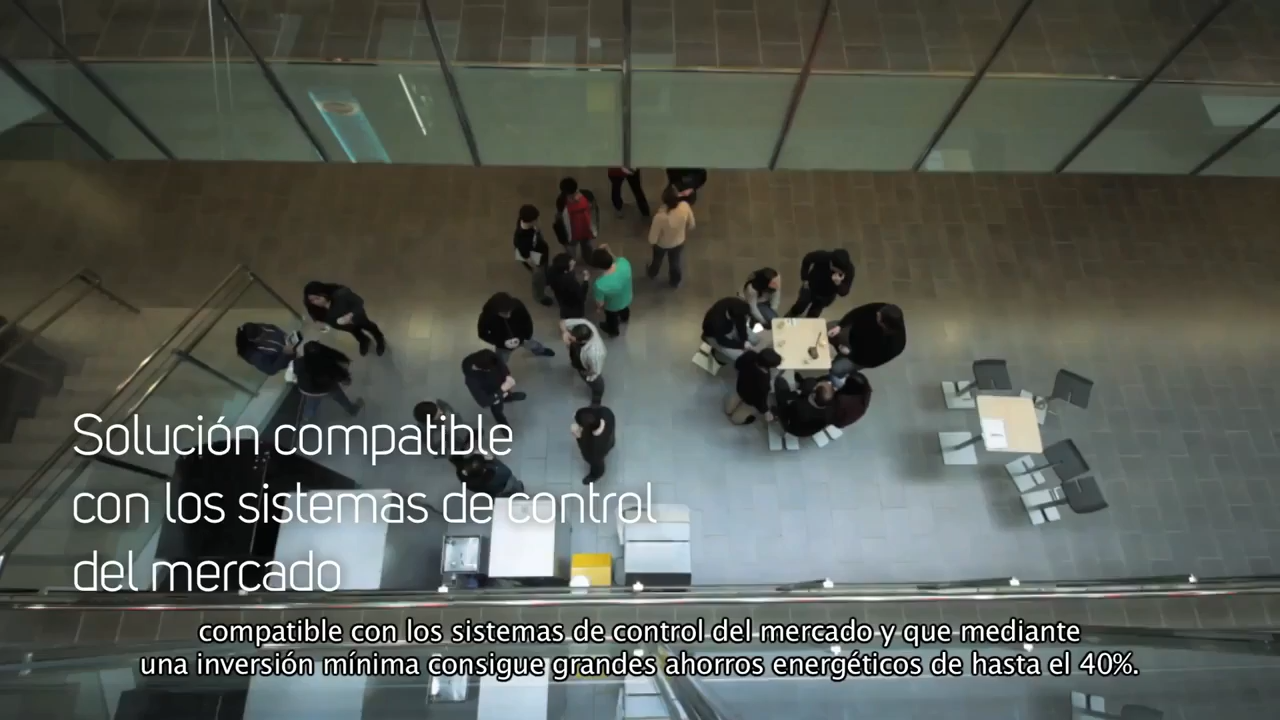 Solución compatible
con los sistemas de control
del mercado
compatible con los sistemas de control del mercado y que mediante
una inversión mínima consigue grandes ahorros energéticos de hasta el 40%.